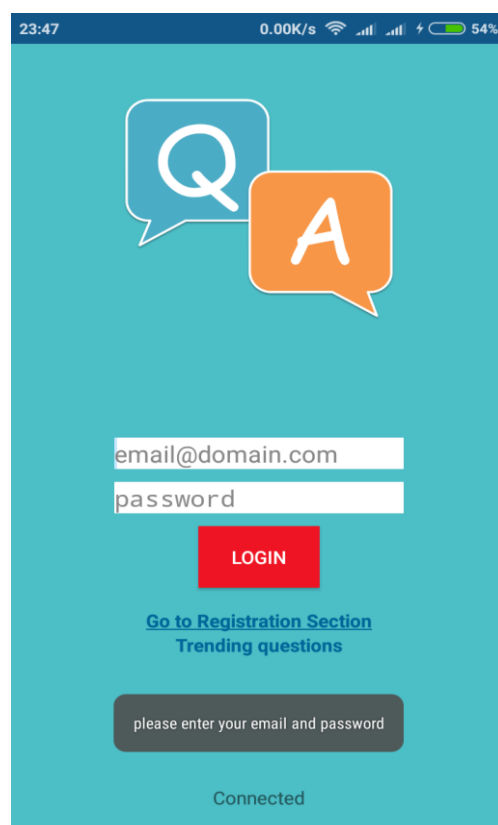 23:47 0.00K/s 54%
Q
A
email@domain.com
password
LOGIN
Go to Registration Section
Trending questions
please enter your email and password
Connected